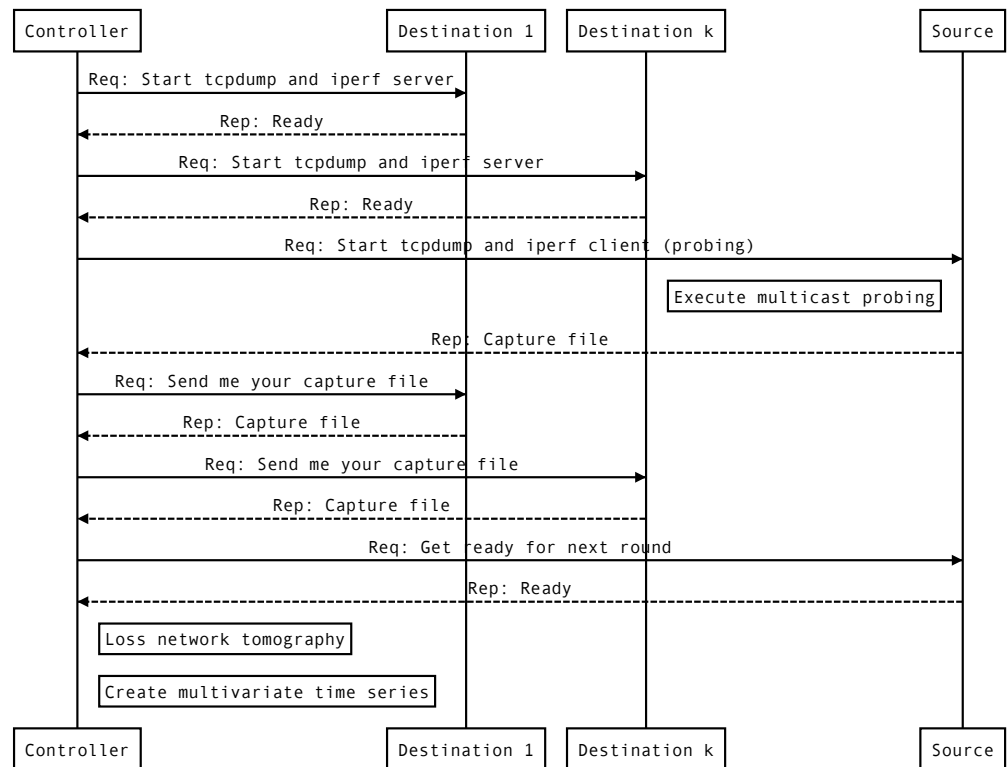 Controller
Destination 1
Destination k
Source
Req: Start tcpdump and iperf server
Rep: Ready
Req: Start tcpdump and iperf server
Rep: Ready
Req: Start tcpdump and iperf client (probing)
Execute multicast probing
Rep: Capture file
Req: Send me your capture file
Rep: Capture file
Req: Send me your capture file
Rep: Capture file
Req: Get ready for next round
Rep: Ready
Loss network tomography
Create multivariate time series
Controller
Destination 1
Destination k
Source